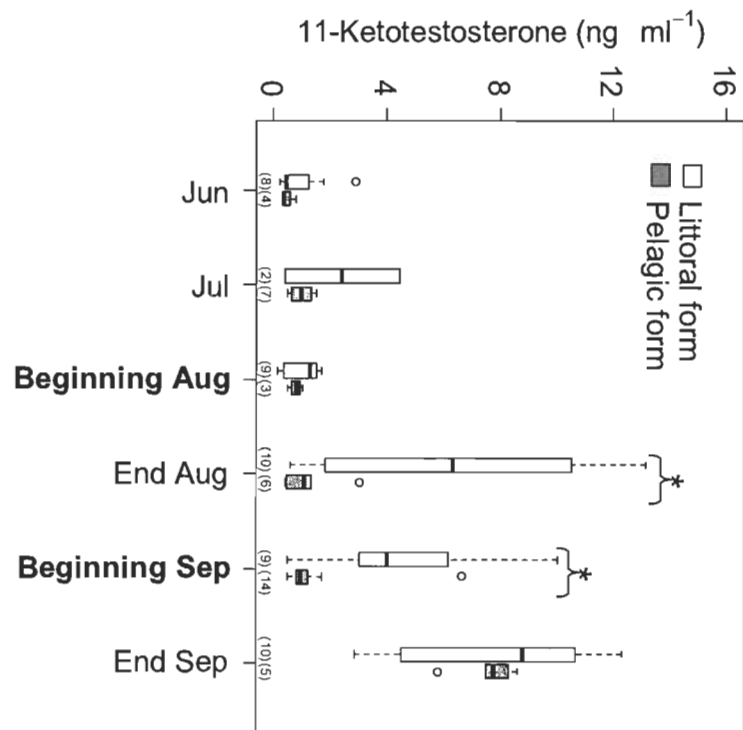 11-Ketotestosterone (ng ml⁻¹)
0 4 8 12 16
Littoral form
Pelagic form
Jun
(8)(4)
Jul
(2)(7)
Beginning Aug
(9)(3)
End Aug
(10)(6)
*
Beginning Sep
(9)(14)
*
End Sep
(10)(5)